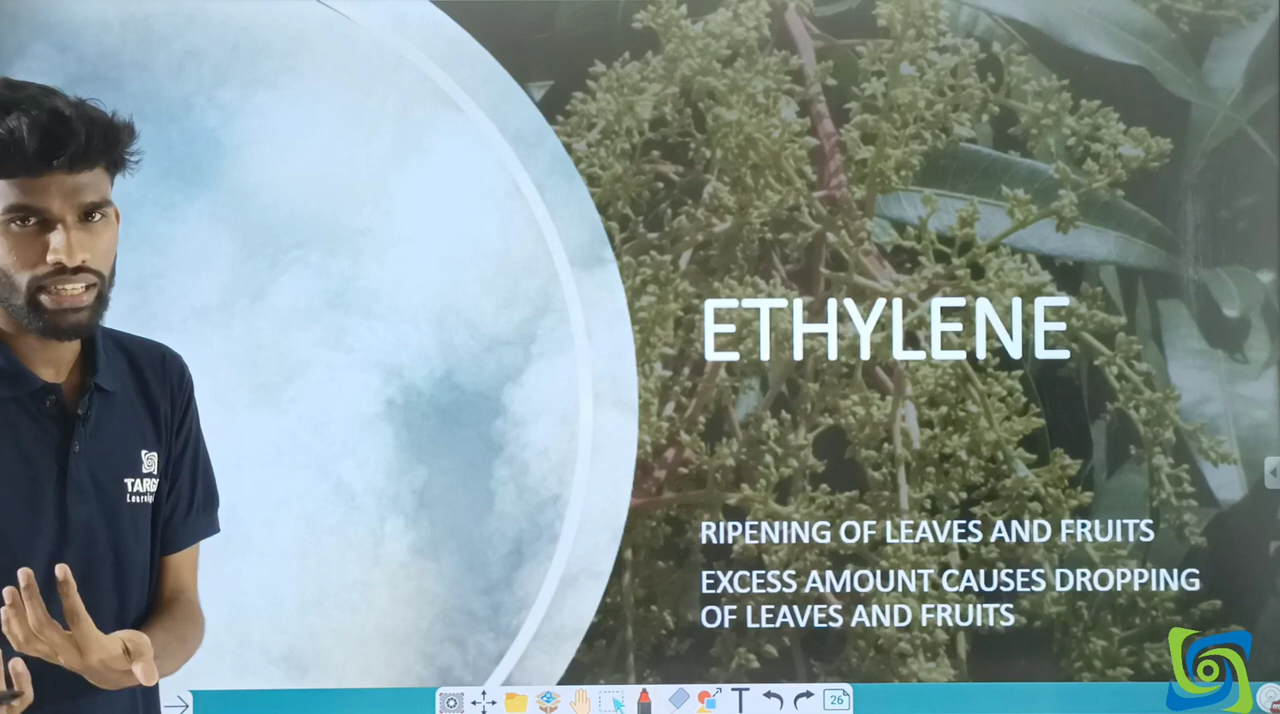 ETHYLENE
RIPENING OF LEAVES AND FRUITS
EXCESS AMOUNT CAUSES DROPPING
OF LEAVES AND FRUITS
T
26